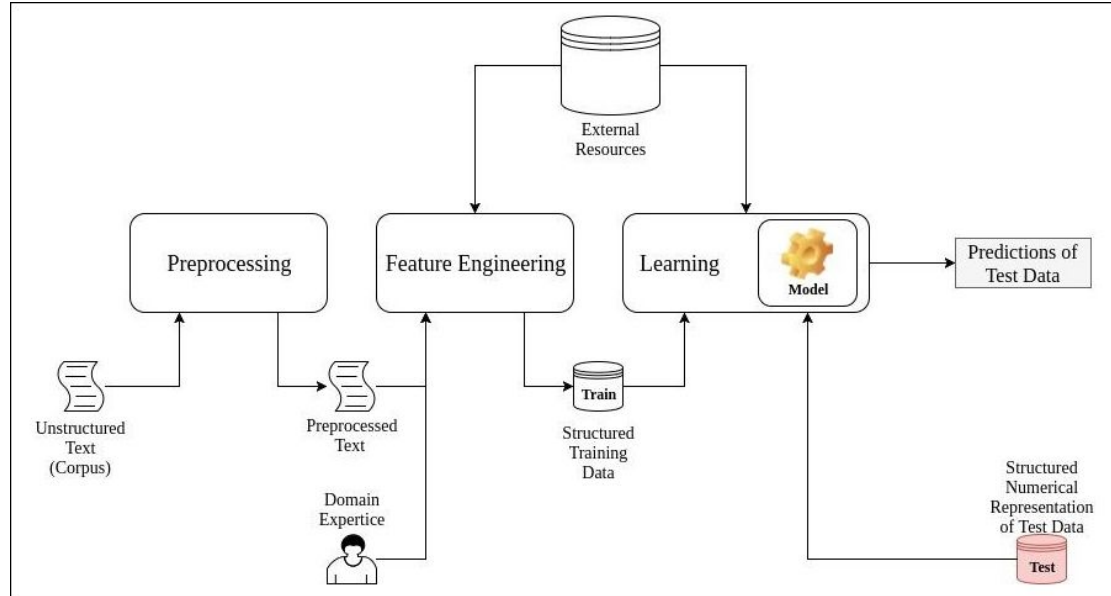 External
Resources
Preprocessing
Feature Engineering
Learning
Model
Predictions of
Test Data
Unstructured
Text
(Corpus)
Preprocessed
Text
Train
Structured
Training
Data
Domain
Expertice
Structured
Numerical
Representation
of Test Data
Test